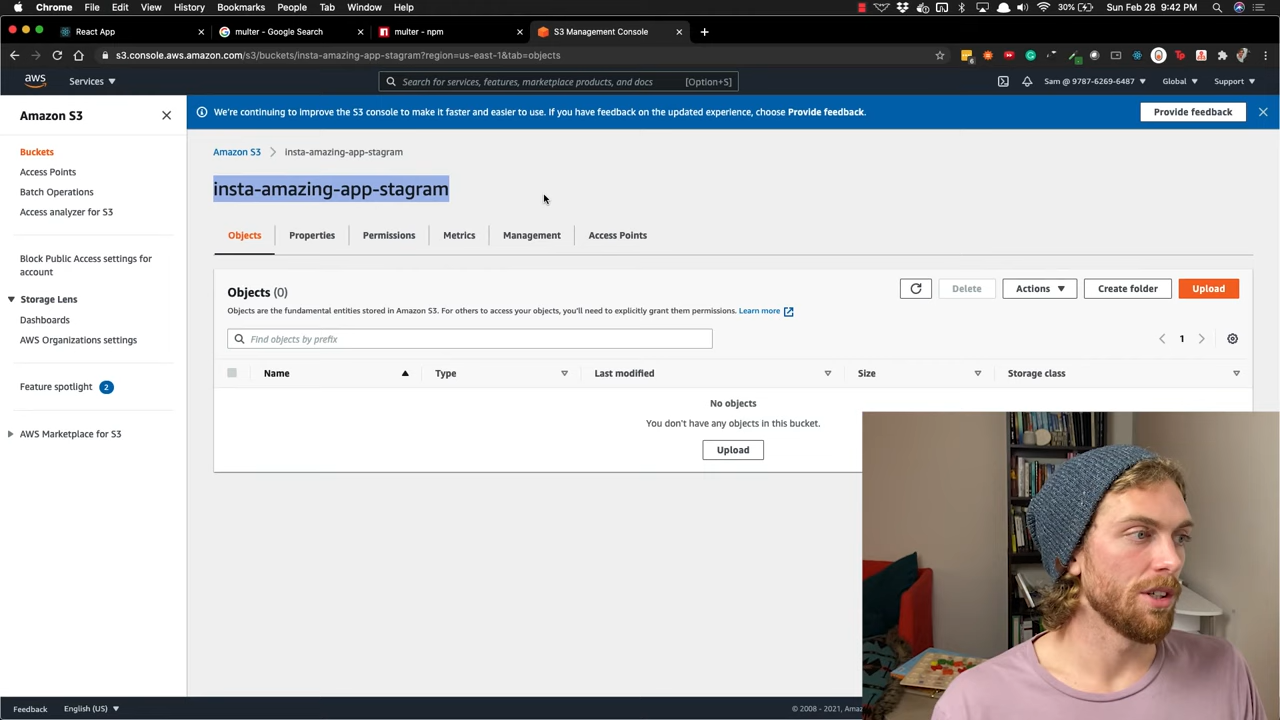 Chrome File Edit View History Bookmarks People Tab Window Help 30% Sun Feb 28 9:42 PM
React App multer - Google Search multer - npm S3 Management Console
s3.console.aws.amazon.com/s3/buckets/insta-amazing-app-stagram?region=us-east-1&tab=objects
aws Services Search for services, features, marketplace products, and docs [Option+S] Sam @ 9787-6269-6487 Global Support
Amazon S3
We're continuing to improve the S3 console to make it faster and easier to use. If you have feedback on the updated experience, choose Provide feedback. Provide feedback
Buckets
Access Points
Batch Operations
Access analyzer for S3
Block Public Access settings for
account
Storage Lens
Dashboards
AWS Organizations settings
Feature spotlight 2
AWS Marketplace for S3
Amazon S3 insta-amazing-app-stagram
insta-amazing-app-stagram
Objects Properties Permissions Metrics Management Access Points
Objects (0) Delete Actions Create folder Upload
Objects are the fundamental entities stored in Amazon S3. For others to access your objects, you'll need to explicitly grant them permissions. Learn more
Find objects by prefix 1
Name Type Last modified Size Storage class
No objects
You don't have any objects in this bucket.
Upload
Feedback English (US) © 2008 - 2021,